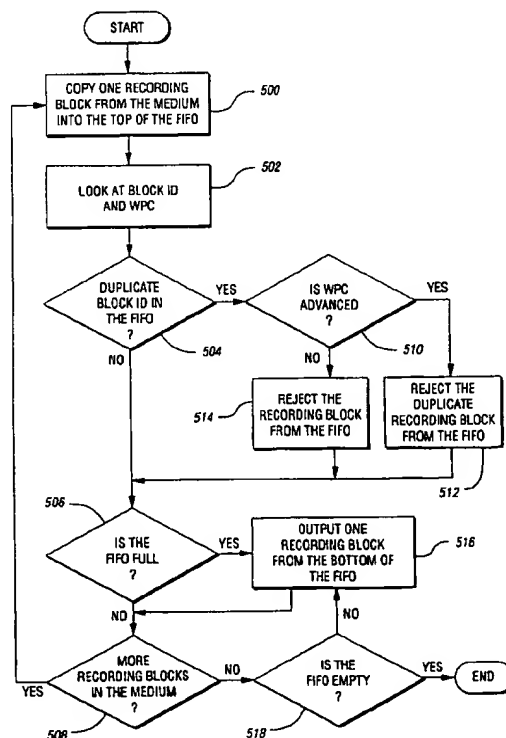 START
COPY ONE RECORDING
BLOCK FROM THE MEDIUM
INTO THE TOP OF THE FIFO
500
LOOK AT BLOCK ID
AND WPC
502
DUPLICATE
BLOCK ID IN
THE FIFO
?
504
YES
NO
IS WPC
ADVANCED
?
510
YES
NO
514
REJECT THE
RECORDING BLOCK
FROM THE FIFO
REJECT THE
DUPLICATE
RECORDING BLOCK
FROM THE FIFO
512
506
IS THE
FIFO FULL
?
YES
NO
OUTPUT ONE
RECORDING BLOCK
FROM THE BOTTOM OF
THE FIFO
516
NO
MORE
RECORDING BLOCKS
IN THE MEDIUM
?
YES
NO
508
IS THE
FIFO EMPTY
?
YES
518
END